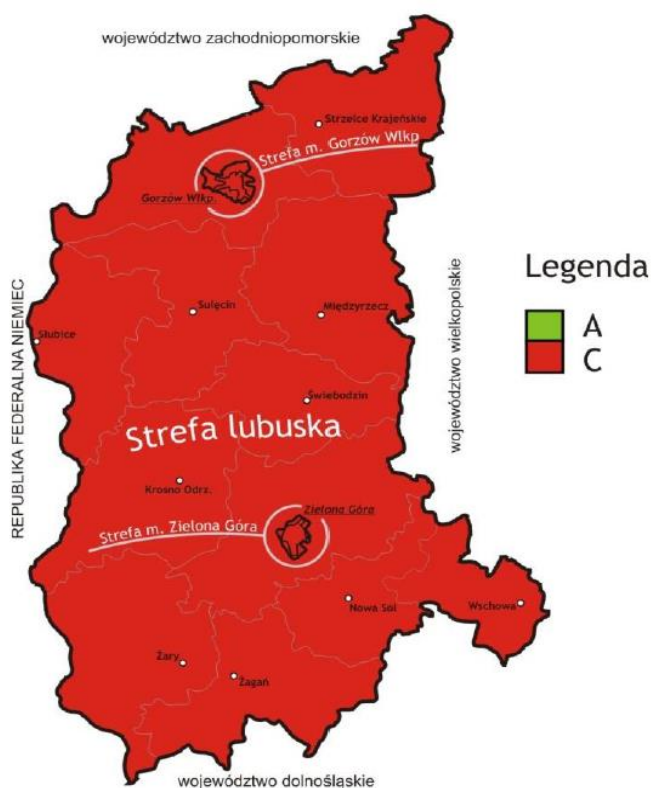 województwo zachodniopomorskie
Strzelce Krajeńskie
Strefa m. Gorzów Wlkp
Gorzów Wlkp.
REPUBLIKA FEDERALNA NIEMIEC
województwo wielkopolskie
Legenda
A
C
Sulęcin
Międzyrzecz
Słubice
Świebodzin
Strefa lubuska
Krosno Odrz.
Zielona Góra
Strefa m. Zielona Góra
Nowa Sól
Wschowa
Żary
Żagań
województwo dolnośląskie